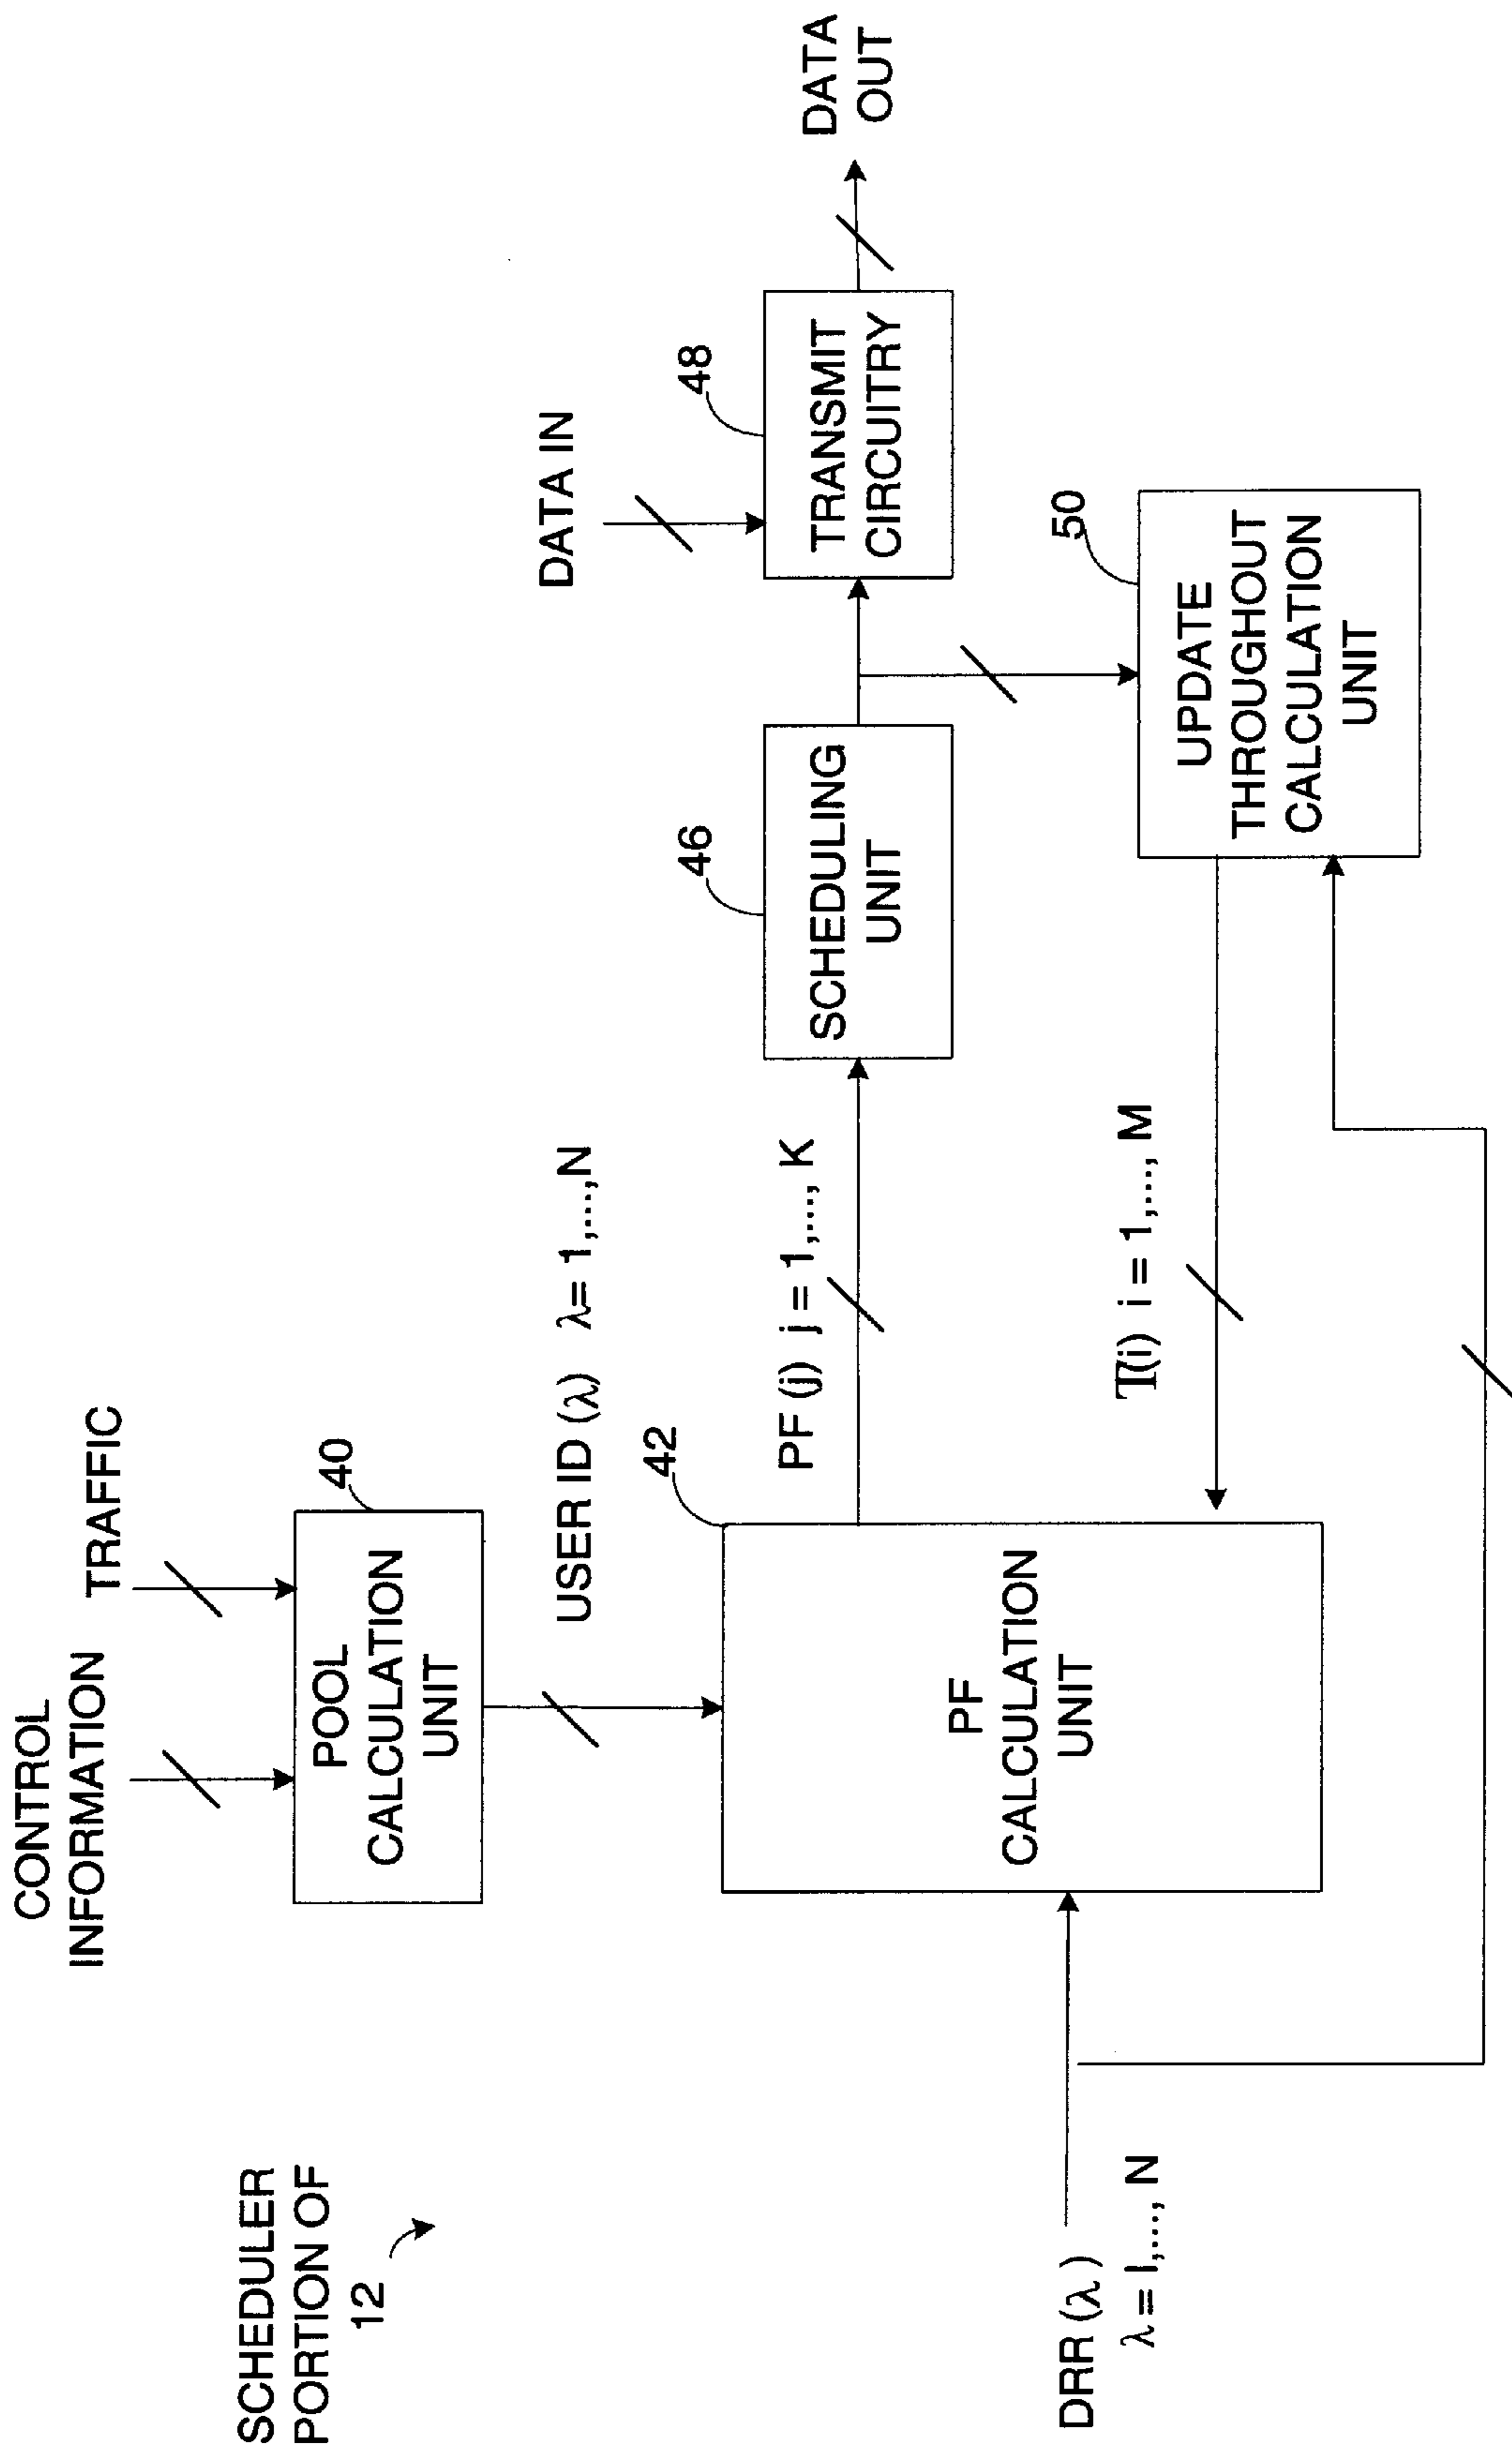 SCHEDULER
PORTION OF
12
CONTROL
INFORMATION
TRAFFIC
40
POOL
CALCULATION
UNIT
USER ID (λ) λ= 1,...,N
42
PF
CALCULATION
UNIT
DRR (λ)
λ = I,..., N
PF (j) j = 1,..., K
46
SCHEDULING
UNIT
DATA IN
48
TRANSMIT
CIRCUITRY
DATA
OUT
T(i) i = 1,..., M
50
UPDATE
THROUGHOUT
CALCULATION
UNIT